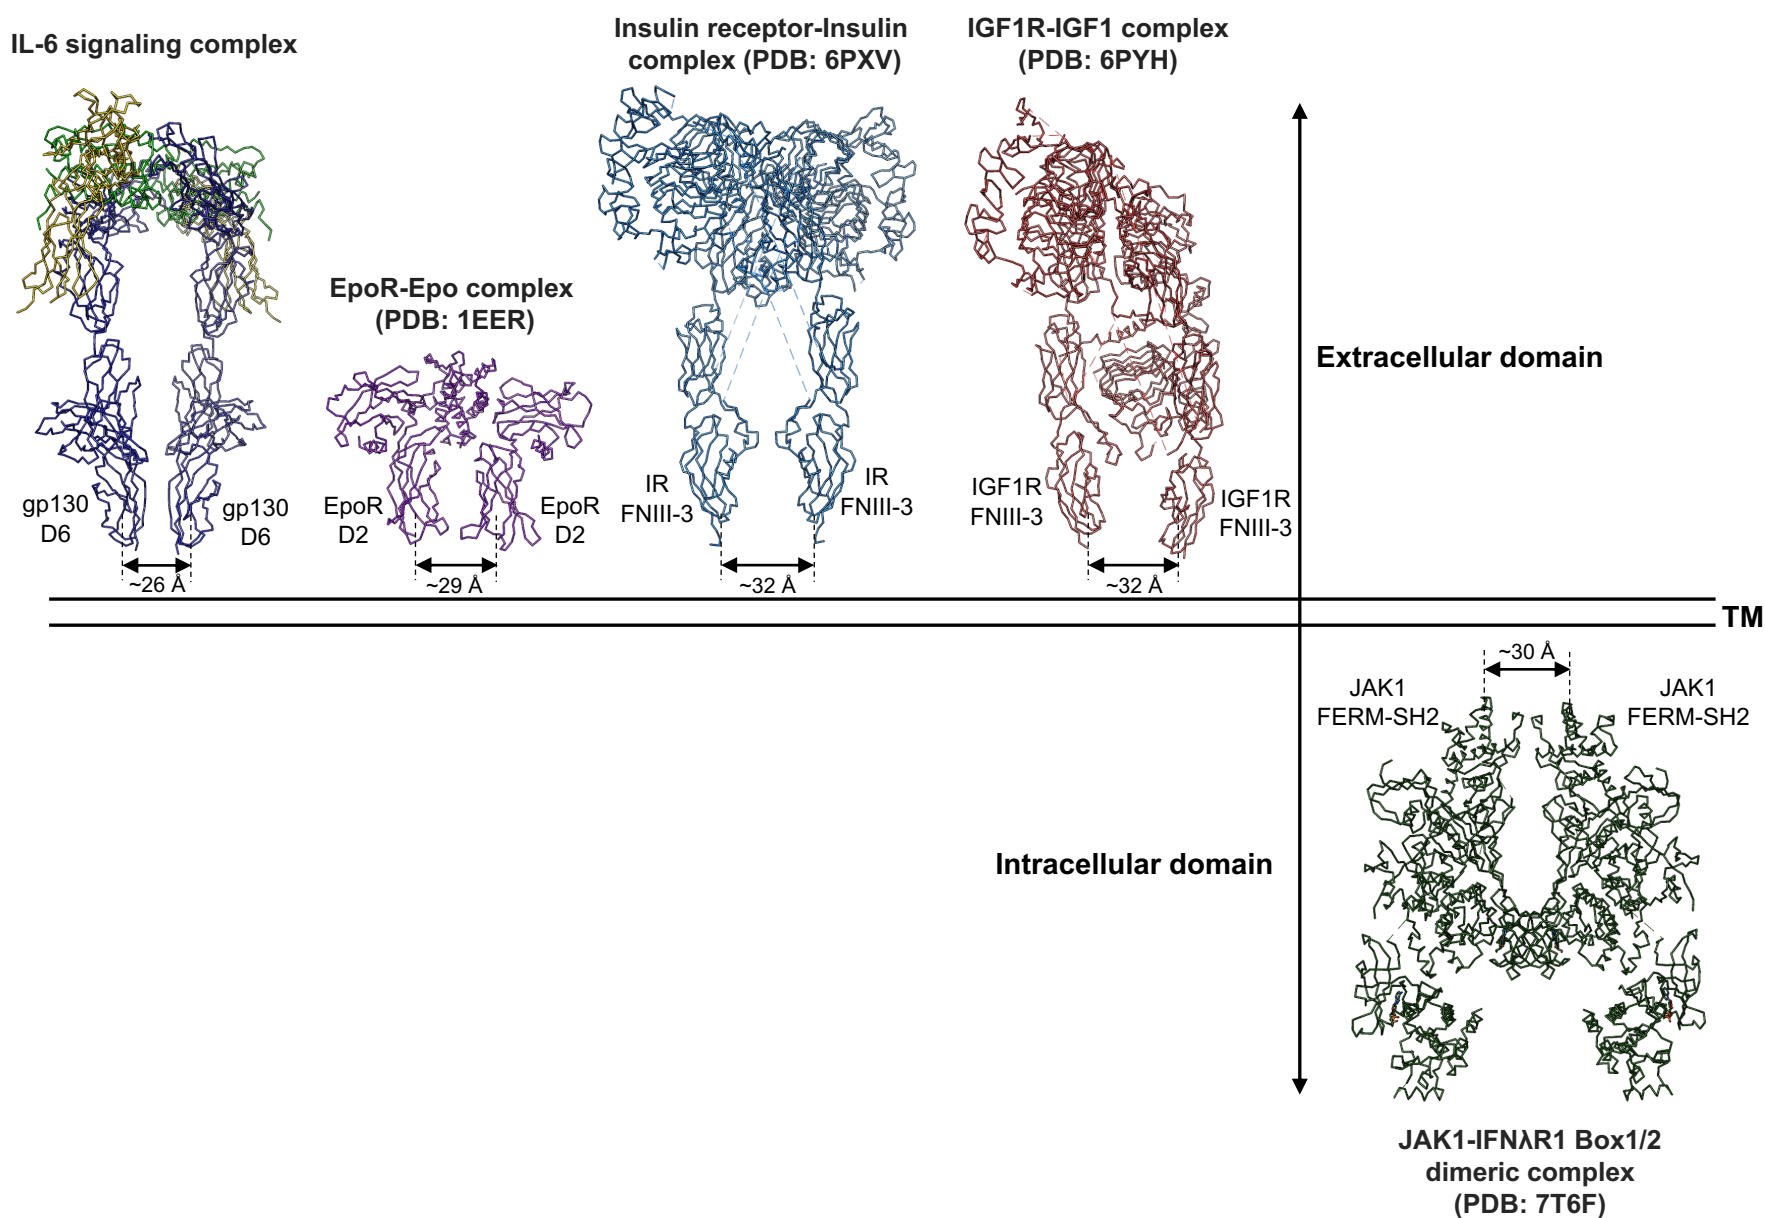 IL-6 signaling complex
Insulin receptor-Insulin
complex (PDB: 6PXV)
IGF1R-IGF1 complex
(PDB: 6PYH)
EpoR-Epo complex
(PDB: 1EER)
Extracellular domain
gp130
D6
gp130
D6
EpoR
D2
EpoR
D2
IR
FNIII-3
IR
FNIII-3
IGF1R
FNIII-3
IGF1R
FNIII-3
~26 Å
~29 Å
~32 Å
~32 Å
TM
~30 Å
JAK1
FERM-SH2
JAK1
FERM-SH2
Intracellular domain
JAK1-IFNλR1 Box1/2
dimeric complex
(PDB: 7T6F)